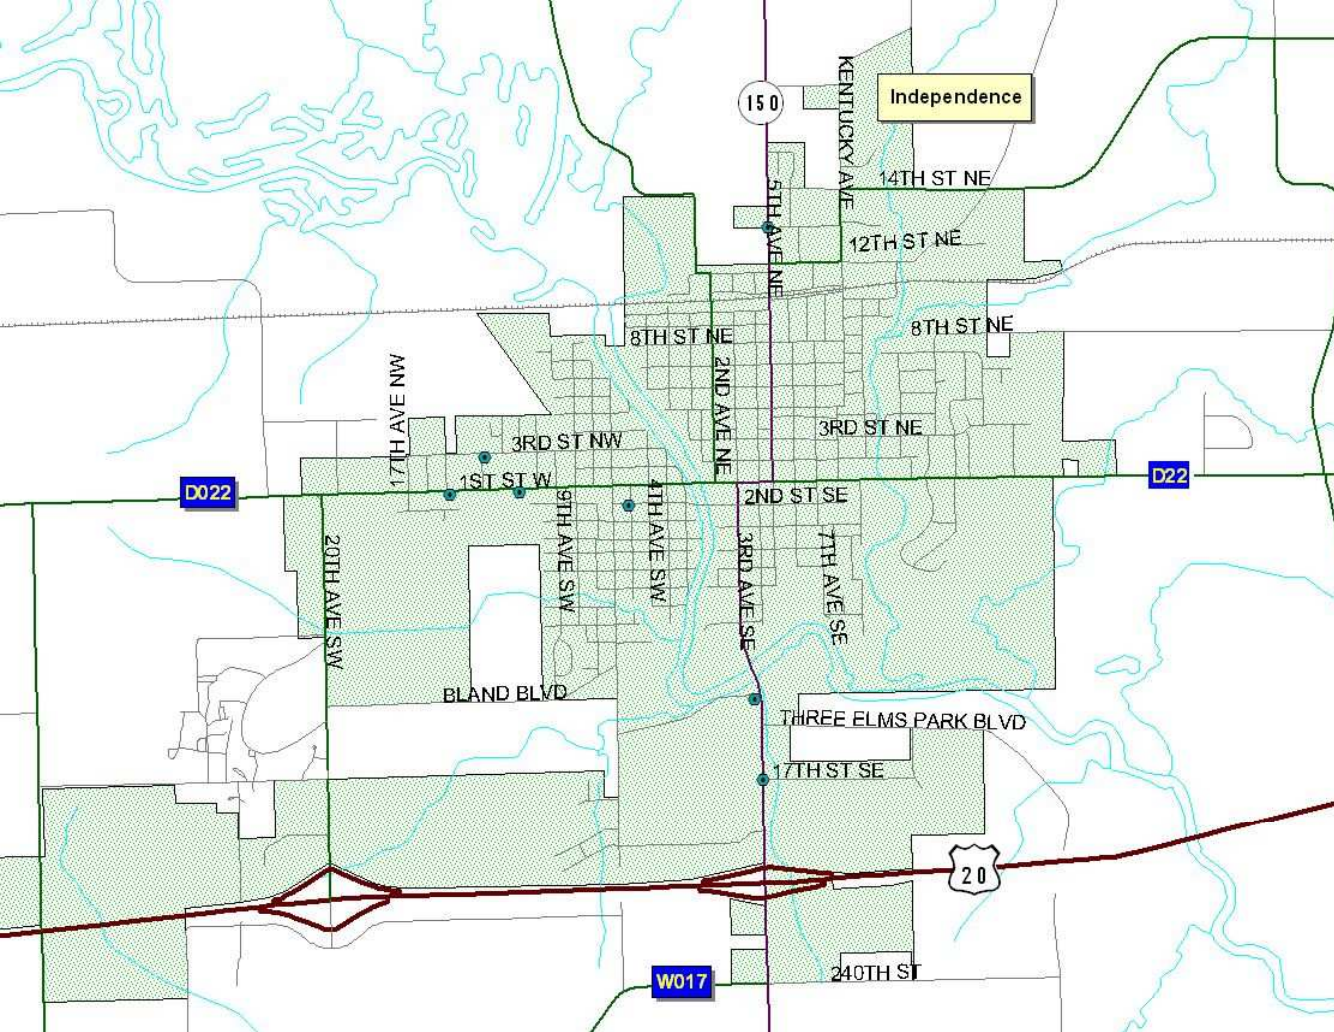 KENTUCKY AVE
150
Independence
14TH ST NE
5TH AVE NE
12TH ST NE
8TH ST NE
8TH ST NE
17TH AVE NW
2ND AVE NE
3RD ST NE
3RD ST NW
D022
1ST ST W
D22
9TH AVE SW
4TH AVE SW
2ND ST SE
20TH AVE SW
3RD AVE SE
7TH AVE SE
BLAND BLVD
THREE ELMS PARK BLVD
17TH ST SE
20
W017
240TH ST